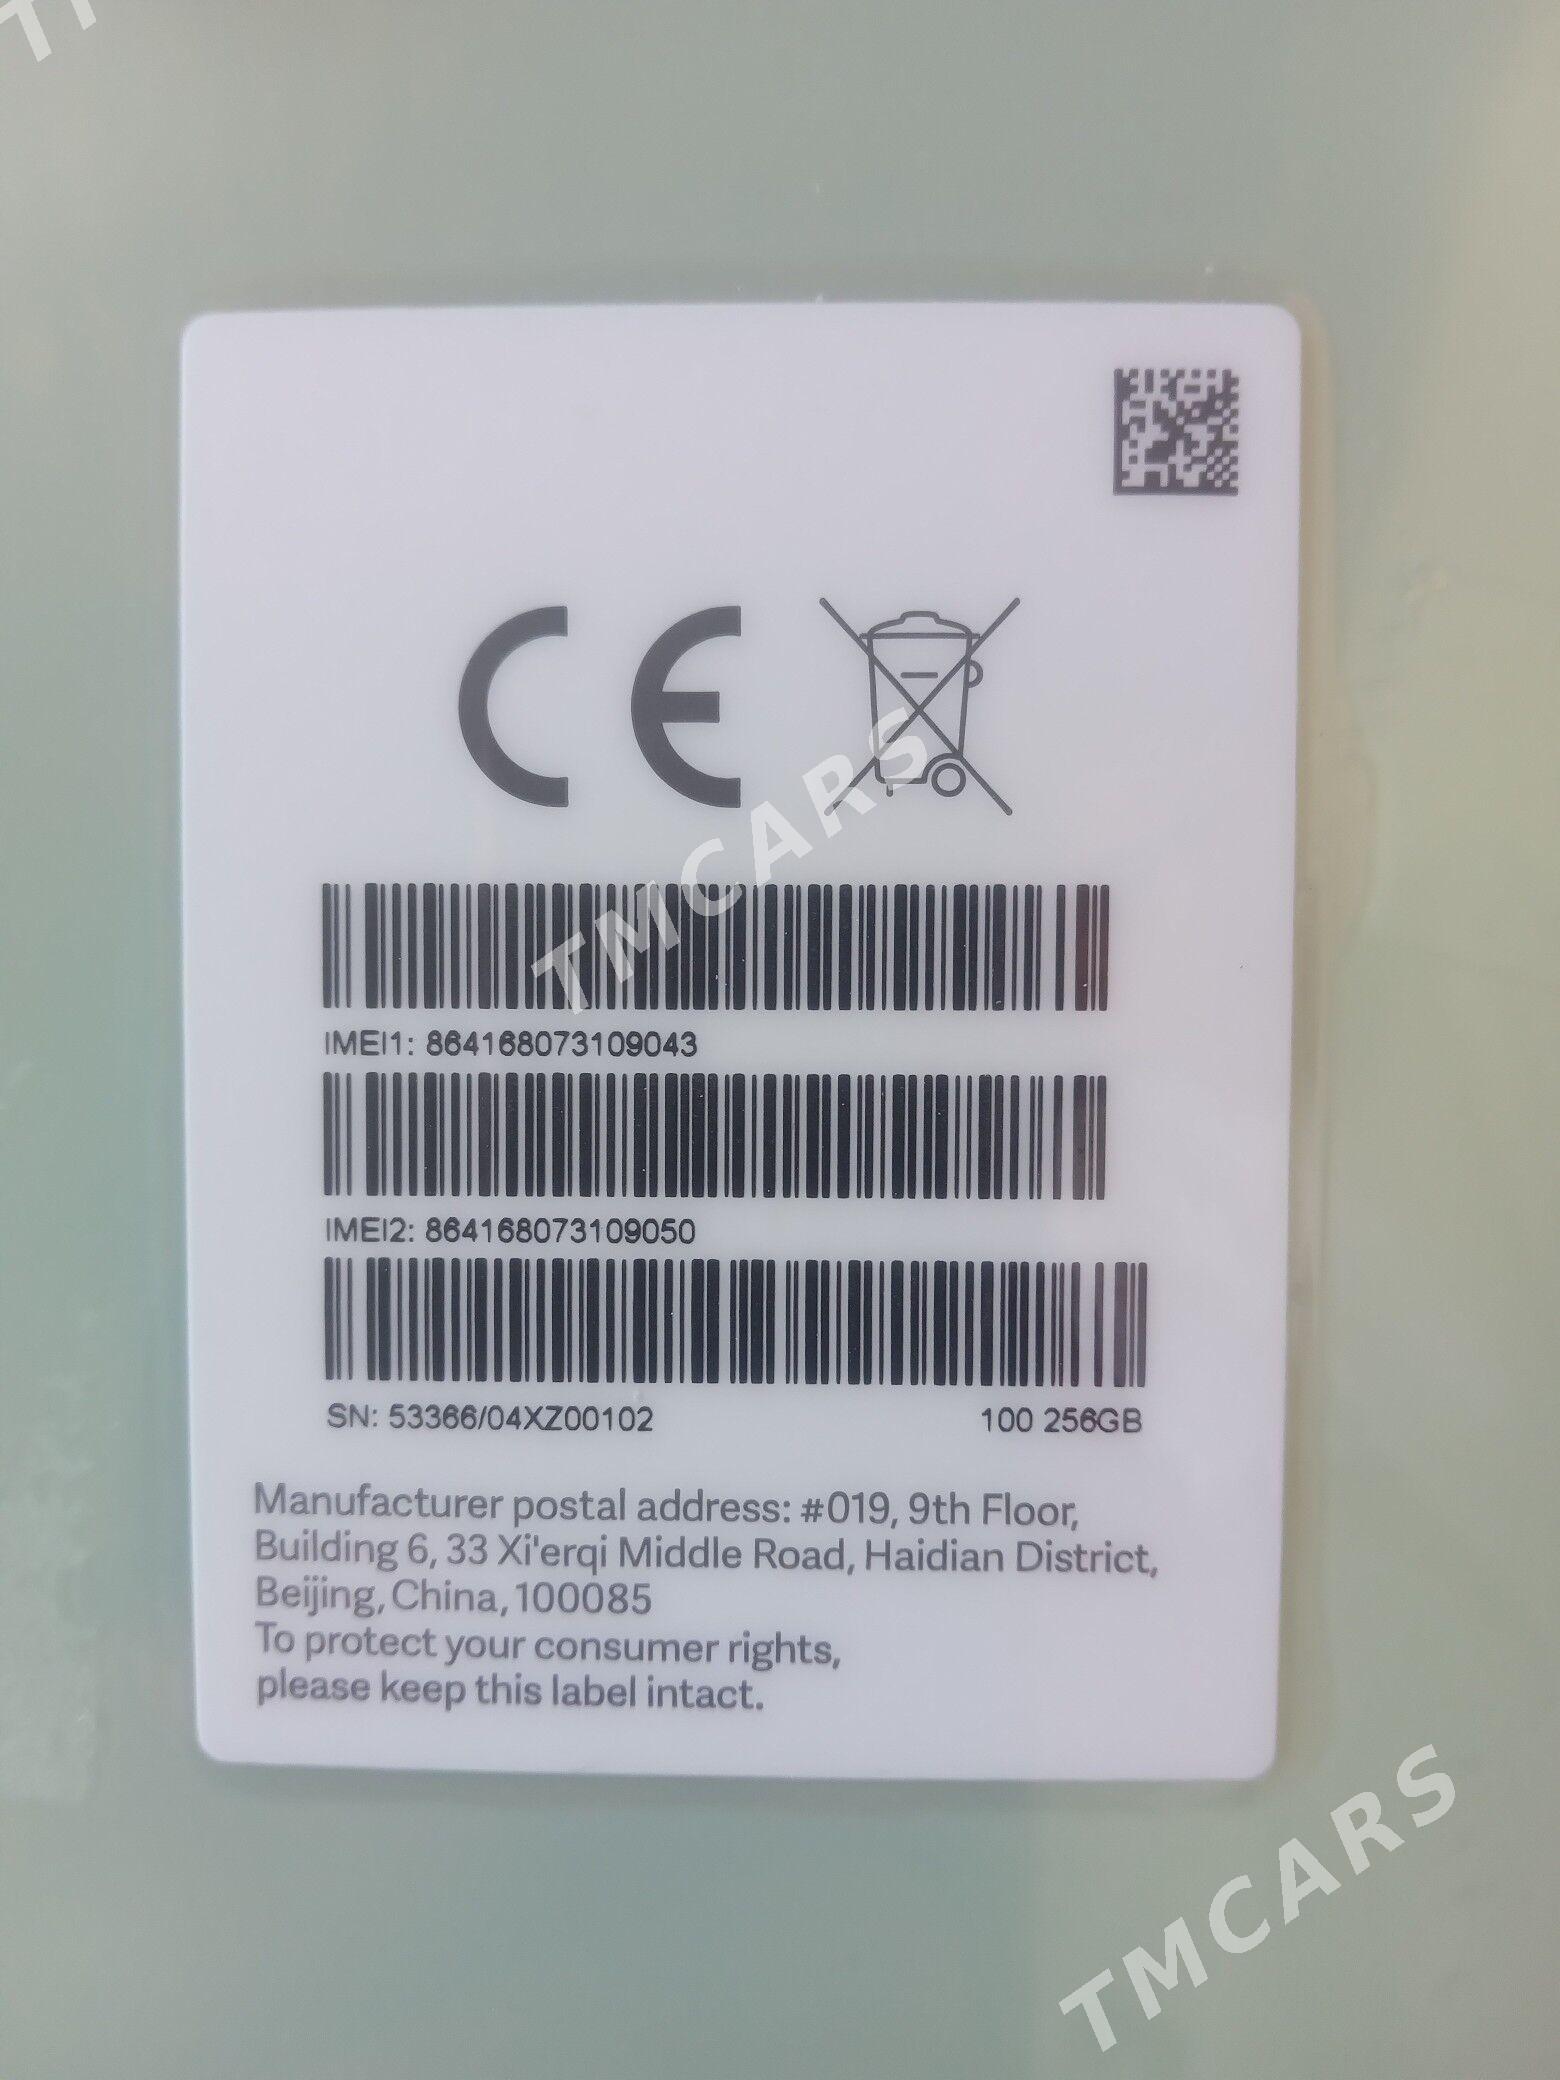 CE
TMCARS
IMEI1: 864168073109043
IMEI2: 864168073109050
SN: 53366/04XZ00102 100 256GB
Manufacturer postal address: #019, 9th Floor,
Building 6, 33 Xi'erqi Middle Road, Haidian District,
Beijing, China, 100085
To protect your consumer rights,
please keep this label intact.
TMCARS